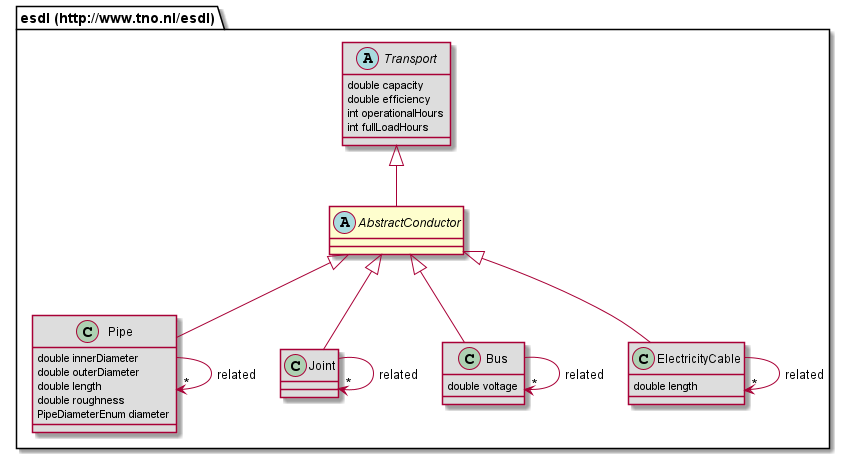 esdl (http://www.tno.nl/esdl)
A Transport
double capacity
double efficiency
int operationalHours
int fullLoadHours
A AbstractConductor
C Pipe
double innerDiameter
double outerDiameter
double length
double roughness
PipeDiameterEnum diameter
related
*
C Joint
related
*
C Bus
double voltage
related
*
C ElectricityCable
double length
related
*